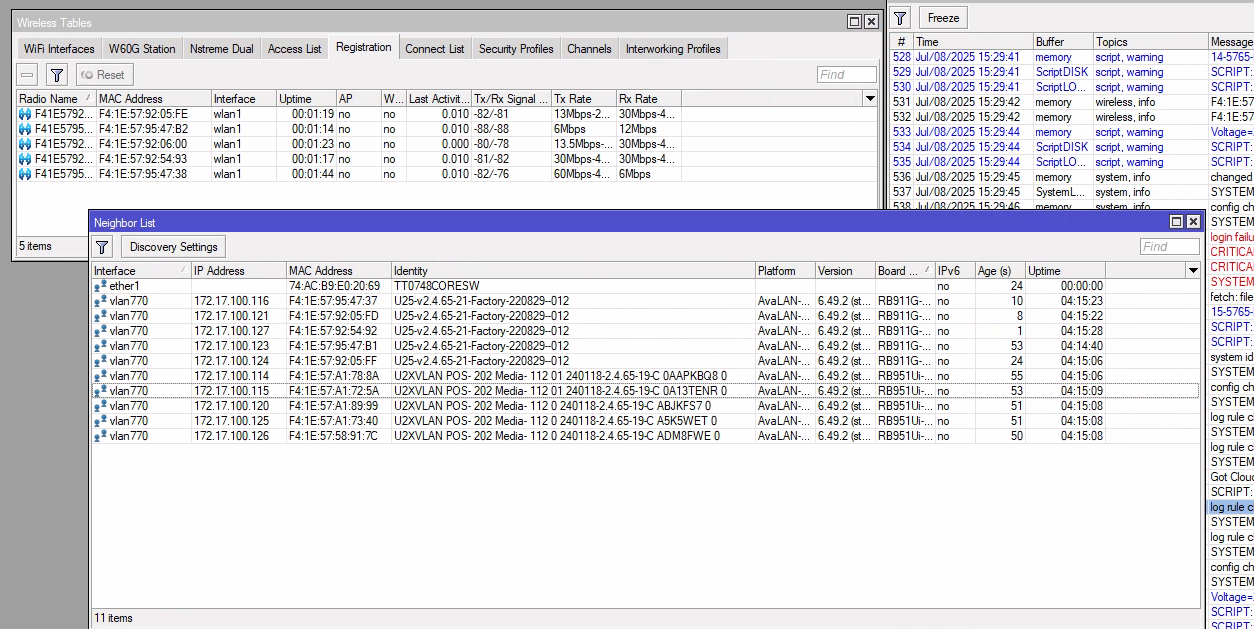 Wireless Tables
WiFi Interfaces W60G Station Nstreme Dual Access List Registration Connect List Security Profiles Channels Interworking Profiles
Reset Find
Radio Name MAC Address Interface Uptime AP W... Last Activit... Tx/Rx Signal ... Tx Rate Rx Rate
F41E5792... F4:1E:57:92:05:FE wlan1 00:01:19 no no 0.010 -82/-81 13Mbps-2... 30Mbps-4...
F41E5795... F4:1E:57:95:47:B2 wlan1 00:01:14 no no 0.010 -88/-88 6Mbps 12Mbps
F41E5792... F4:1E:57:92:06:00 wlan1 00:01:23 no no 0.000 -80/-78 13.5Mbps-... 30Mbps-4...
F41E5792... F4:1E:57:92:54:93 wlan1 00:01:17 no no 0.010 -81/-82 30Mbps-4... 30Mbps-4...
F41E5795... F4:1E:57:95:47:38 wlan1 00:01:44 no no 0.010 -82/-76 60Mbps-4... 6Mbps
5 items
Freeze
# Time Buffer Topics Message
528 Jul/08/2025 15:29:41 memory script, warning 14-5765-
529 Jul/08/2025 15:29:41 ScriptDISK script, warning SCRIPT:
530 Jul/08/2025 15:29:41 ScriptLO... script, warning SCRIPT:
531 Jul/08/2025 15:29:42 memory wireless, info F4:1E:57
532 Jul/08/2025 15:29:42 memory wireless, info F4:1E:57
533 Jul/08/2025 15:29:44 memory script, warning Voltage=
534 Jul/08/2025 15:29:44 ScriptDISK script, warning SCRIPT:
535 Jul/08/2025 15:29:44 ScriptLO... script, warning SCRIPT:
536 Jul/08/2025 15:29:45 memory system, info changed
537 Jul/08/2025 15:29:45 SystemL... system, info SYSTEM
538 Jul/08/2025 15:29:46 memory system, info config ch
SYSTEM
login failu
CRITICA
CRITICA
SYSTEM
fetch: file
15-5765-
SCRIPT:
SCRIPT:
system id
SYSTEM
config ch
SYSTEM
log rule c
SYSTEM
log rule c
SYSTEM
Got Cloud
SCRIPT:
log rule c
SYSTEM
log rule c
SYSTEM
config ch
SYSTEM
Voltage=
SCRIPT:
SCRIPT:
Neighbor List
Discovery Settings Find
Interface IP Address MAC Address Identity Platform Version Board ... IPv6 Age (s) Uptime
ether1 74:AC:B9:E0:20:69 TT0748CORESW no 24 00:00:00
vlan770 172.17.100.116 F4:1E:57:95:47:37 U25-v2.4.65-21-Factory-220829--012 AvaLAN-... 6.49.2 (st... RB911G-... no 10 04:15:23
vlan770 172.17.100.121 F4:1E:57:92:05:FD U25-v2.4.65-21-Factory-220829--012 AvaLAN-... 6.49.2 (st... RB911G-... no 8 04:15:22
vlan770 172.17.100.127 F4:1E:57:92:54:92 U25-v2.4.65-21-Factory-220829--012 AvaLAN-... 6.49.2 (st... RB911G-... no 1 04:15:28
vlan770 172.17.100.123 F4:1E:57:95:47:B1 U25-v2.4.65-21-Factory-220829--012 AvaLAN-... 6.49.2 (st... RB911G-... no 53 04:14:40
vlan770 172.17.100.124 F4:1E:57:92:05:FF U25-v2.4.65-21-Factory-220829--012 AvaLAN-... 6.49.2 (st... RB911G-... no 24 04:15:06
vlan770 172.17.100.114 F4:1E:57:A1:78:8A U2XVLAN POS- 202 Media- 112 01 240118-2.4.65-19-C 0AAPKBQ8 0 AvaLAN-... 6.49.2 (st... RB951Ui-... no 55 04:15:06
vlan770 172.17.100.115 F4:1E:57:A1:72:5A U2XVLAN POS- 202 Media- 112 01 240118-2.4.65-19-C 0A13TENR 0 AvaLAN-... 6.49.2 (st... RB951Ui-... no 53 04:15:09
vlan770 172.17.100.120 F4:1E:57:A1:89:99 U2XVLAN POS- 202 Media- 112 0 240118-2.4.65-19-C ABJKFS7 0 AvaLAN-... 6.49.2 (st... RB951Ui-... no 51 04:15:08
vlan770 172.17.100.125 F4:1E:57:A1:73:40 U2XVLAN POS- 202 Media- 112 0 240118-2.4.65-19-C A5K5WET 0 AvaLAN-... 6.49.2 (st... RB951Ui-... no 51 04:15:08
vlan770 172.17.100.126 F4:1E:57:58:91:7C U2XVLAN POS- 202 Media- 112 0 240118-2.4.65-19-C ADM8FWE 0 AvaLAN-... 6.49.2 (st... RB951Ui-... no 50 04:15:08
11 items